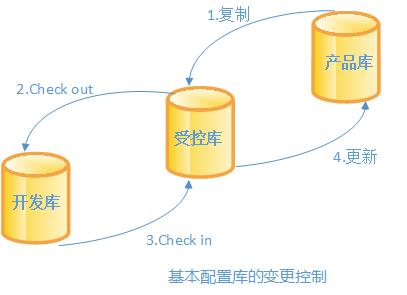 1.复制
产品库
2.Check out
受控库
4.更新
开发库
3.Check in
基本配置库的变更控制